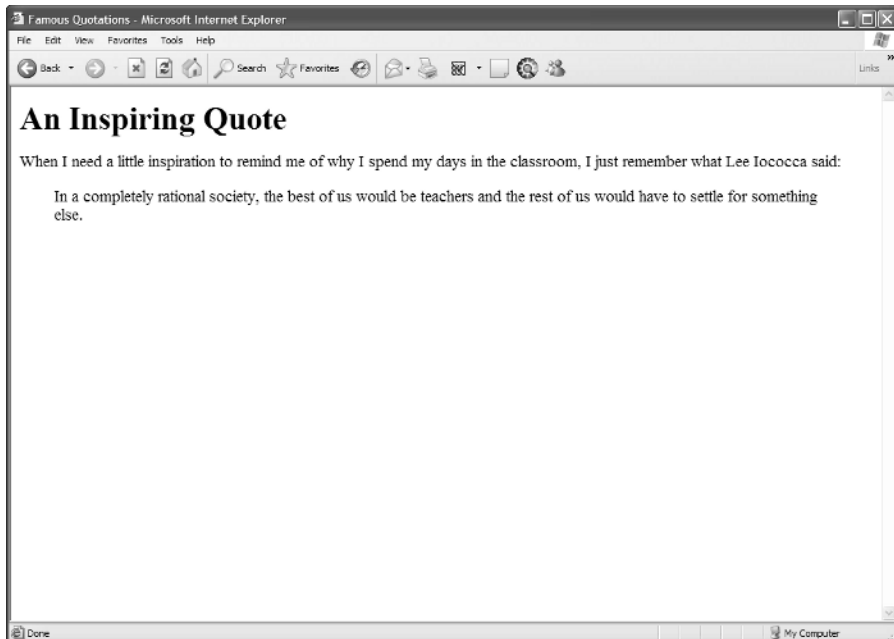 Famous Quotations - Microsoft Internet Explorer
File Edit View Favorites Tools Help
Back Search Favorites Links »
An Inspiring Quote
When I need a little inspiration to remind me of why I spend my days in the classroom, I just remember what Lee Iococca said:
In a completely rational society, the best of us would be teachers and the rest of us would have to settle for something
else.
Done My Computer